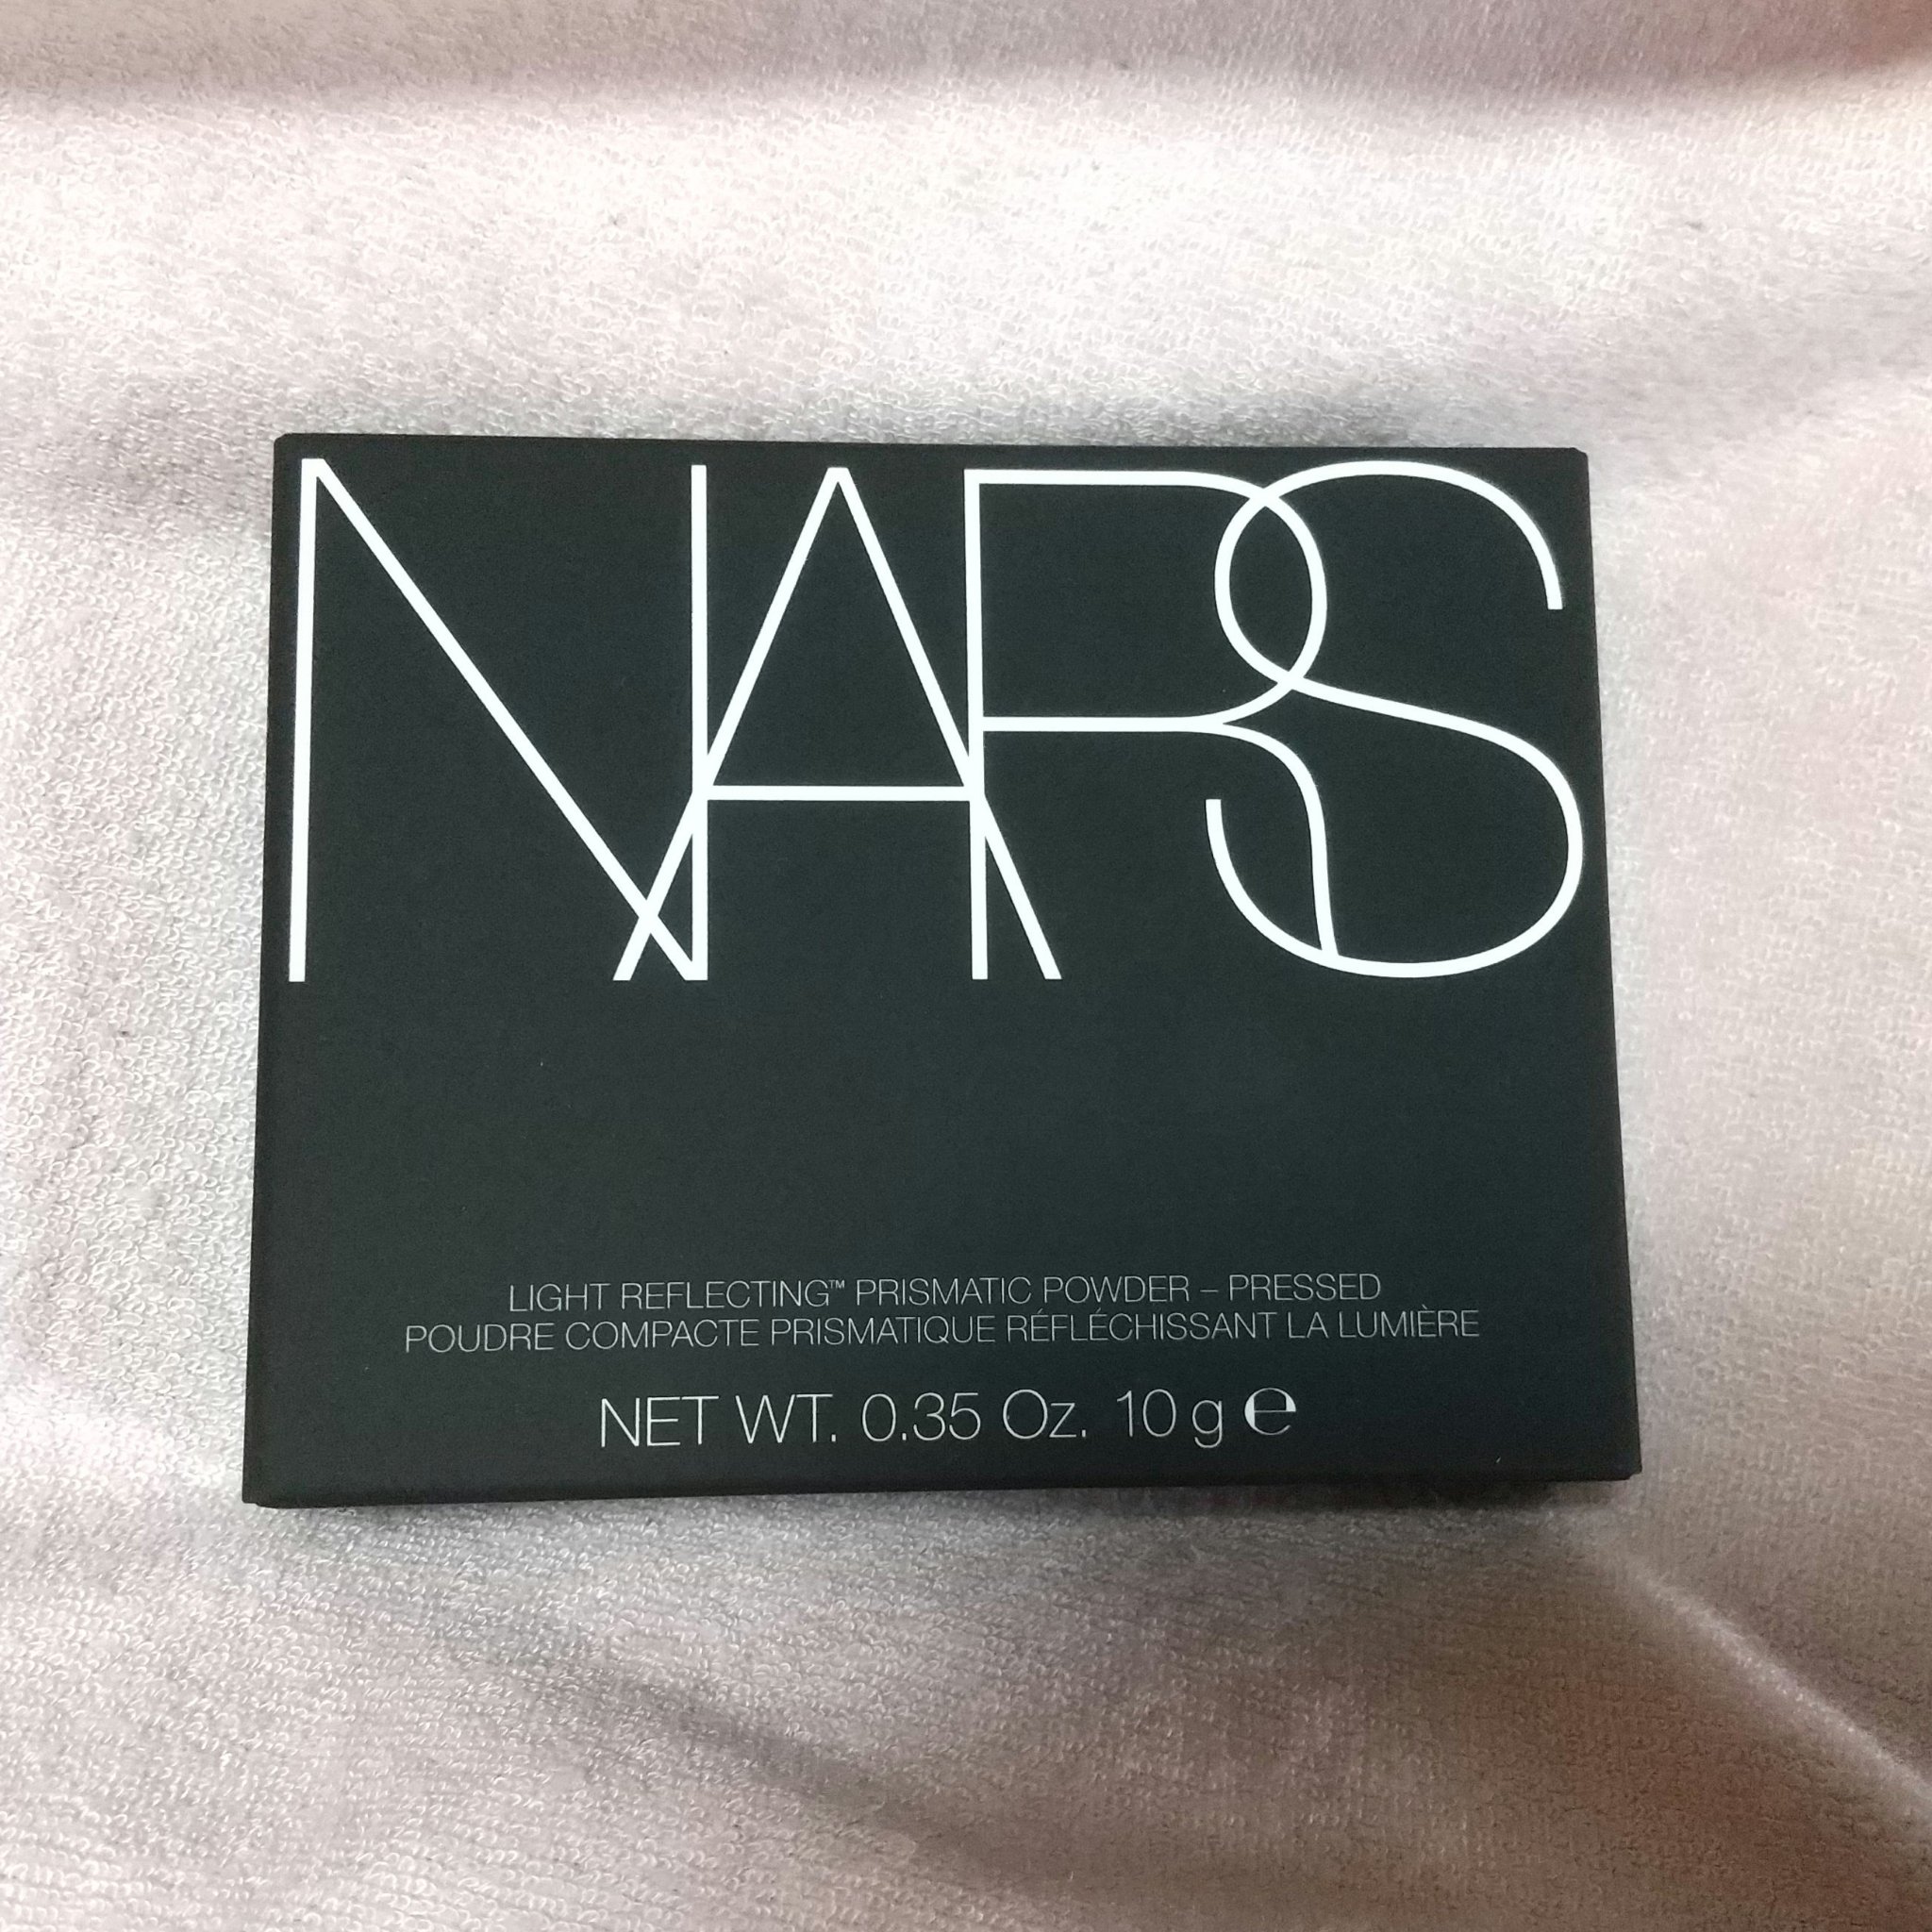 NARS
LIGHT REFLECTING™ PRISMATIC POWDER – PRESSED
POUDRE COMPACTE PRISMATIQUE RÉFLÉCHISSANT LA LUMIÈRE
NET WT. 0.35 Oz. 10 g ℮